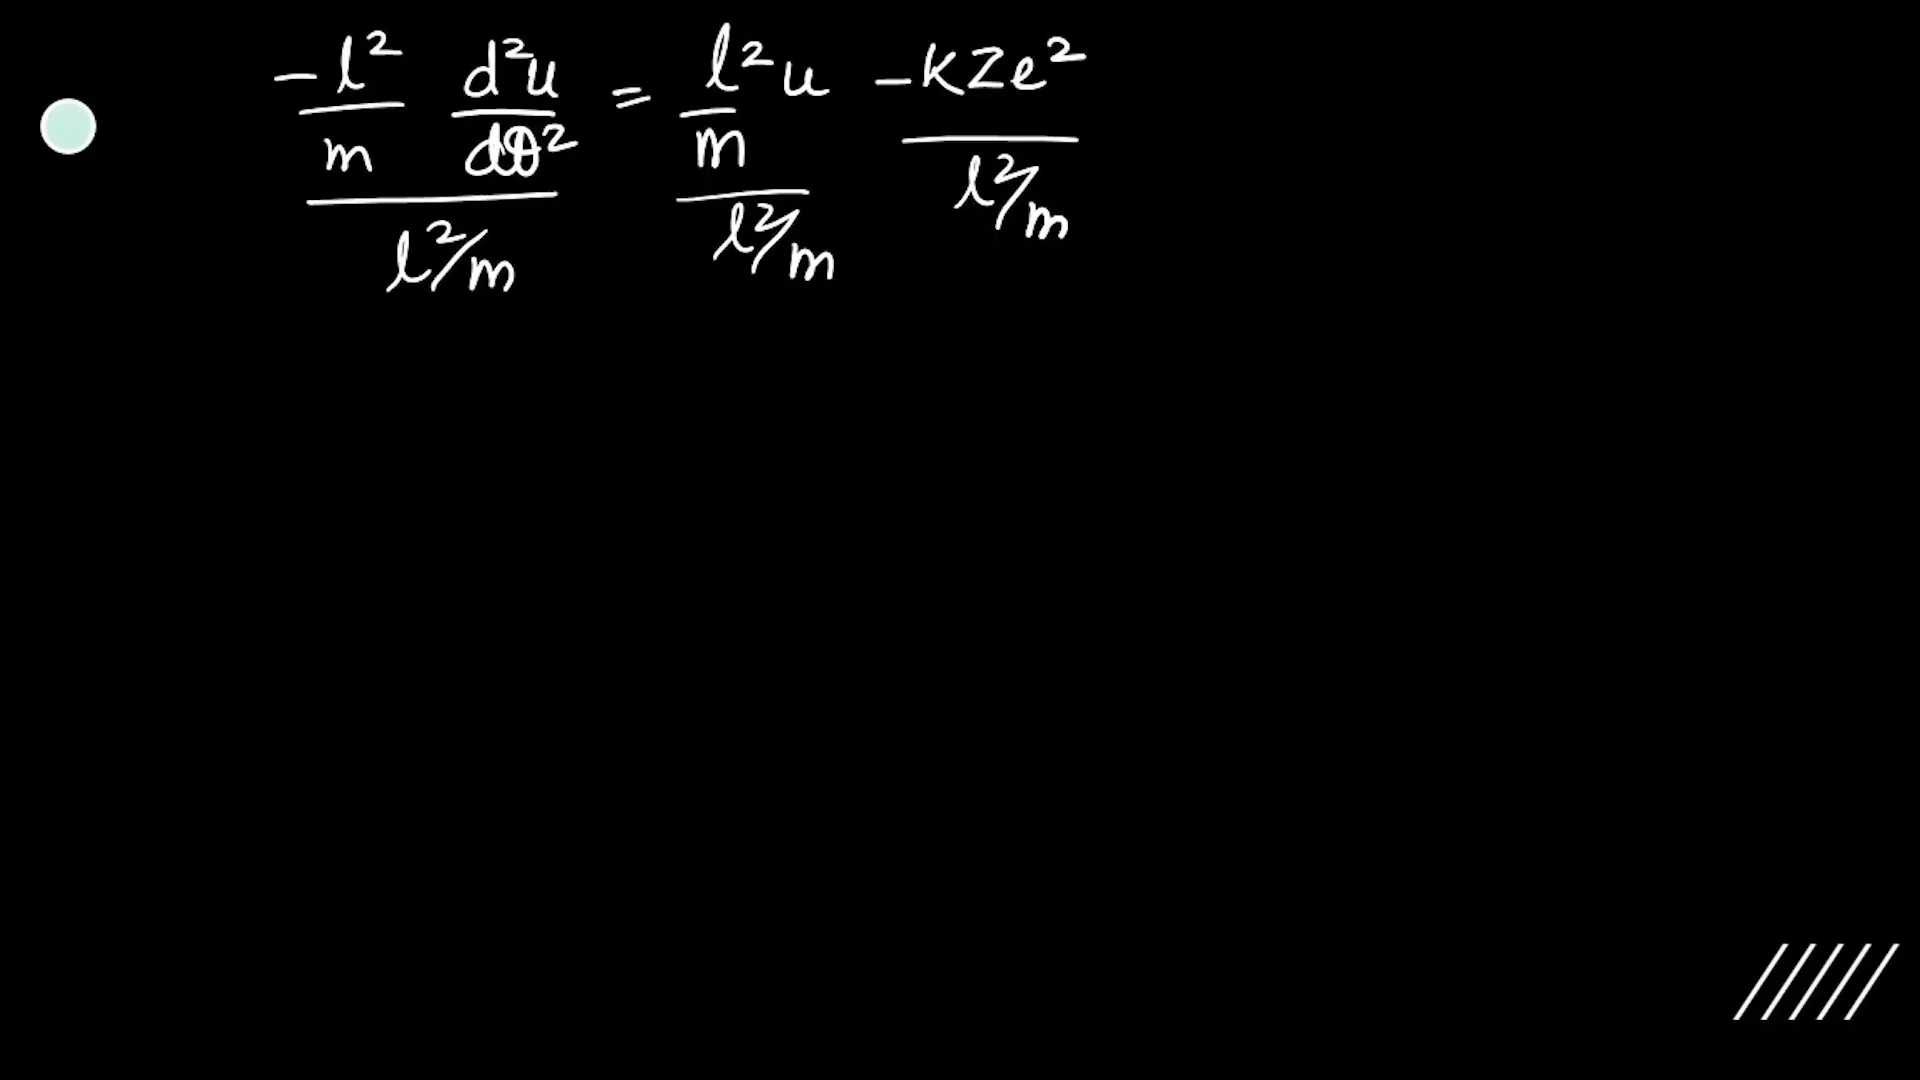 -l² d²u = l²u -KZe²
m dθ² m l²/m
l²/m l²/m